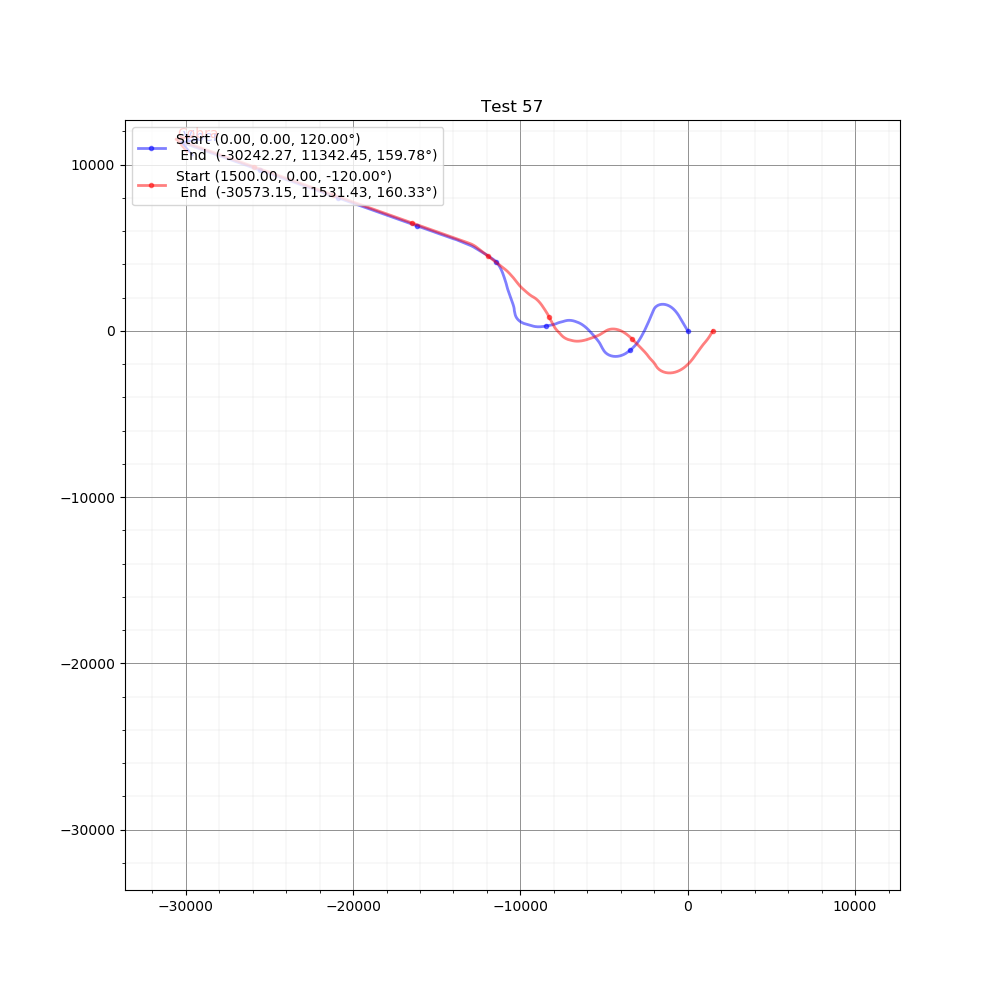 Test 57
Start (0.00, 0.00, 120.00°)
End (-30242.27, 11342.45, 159.78°)
Start (1500.00, 0.00, -120.00°)
End (-30573.15, 11531.43, 160.33°)
10000
0
−10000
−20000
−30000
−30000
−20000
−10000
0
10000